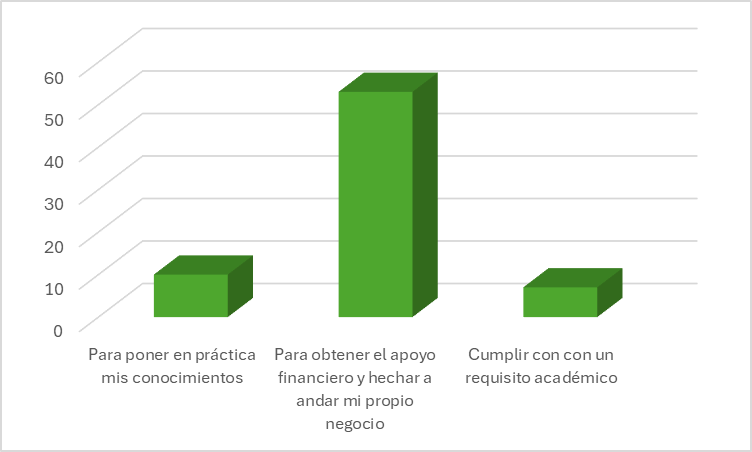 60
50
40
30
20
10
0
Para poner en práctica
mis conocimientos
Para obtener el apoyo
financiero y hechar a
andar mi propio
negocio
Cumplir con con un
requisito académico